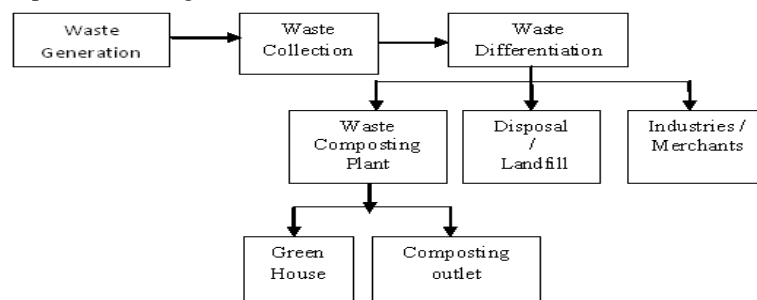 Waste
Generation
Waste
Collection
Waste
Differentiation
Waste
Composting
Plant
Disposal
/
Landfill
Industries /
Merchants
Green
House
Composting
outlet